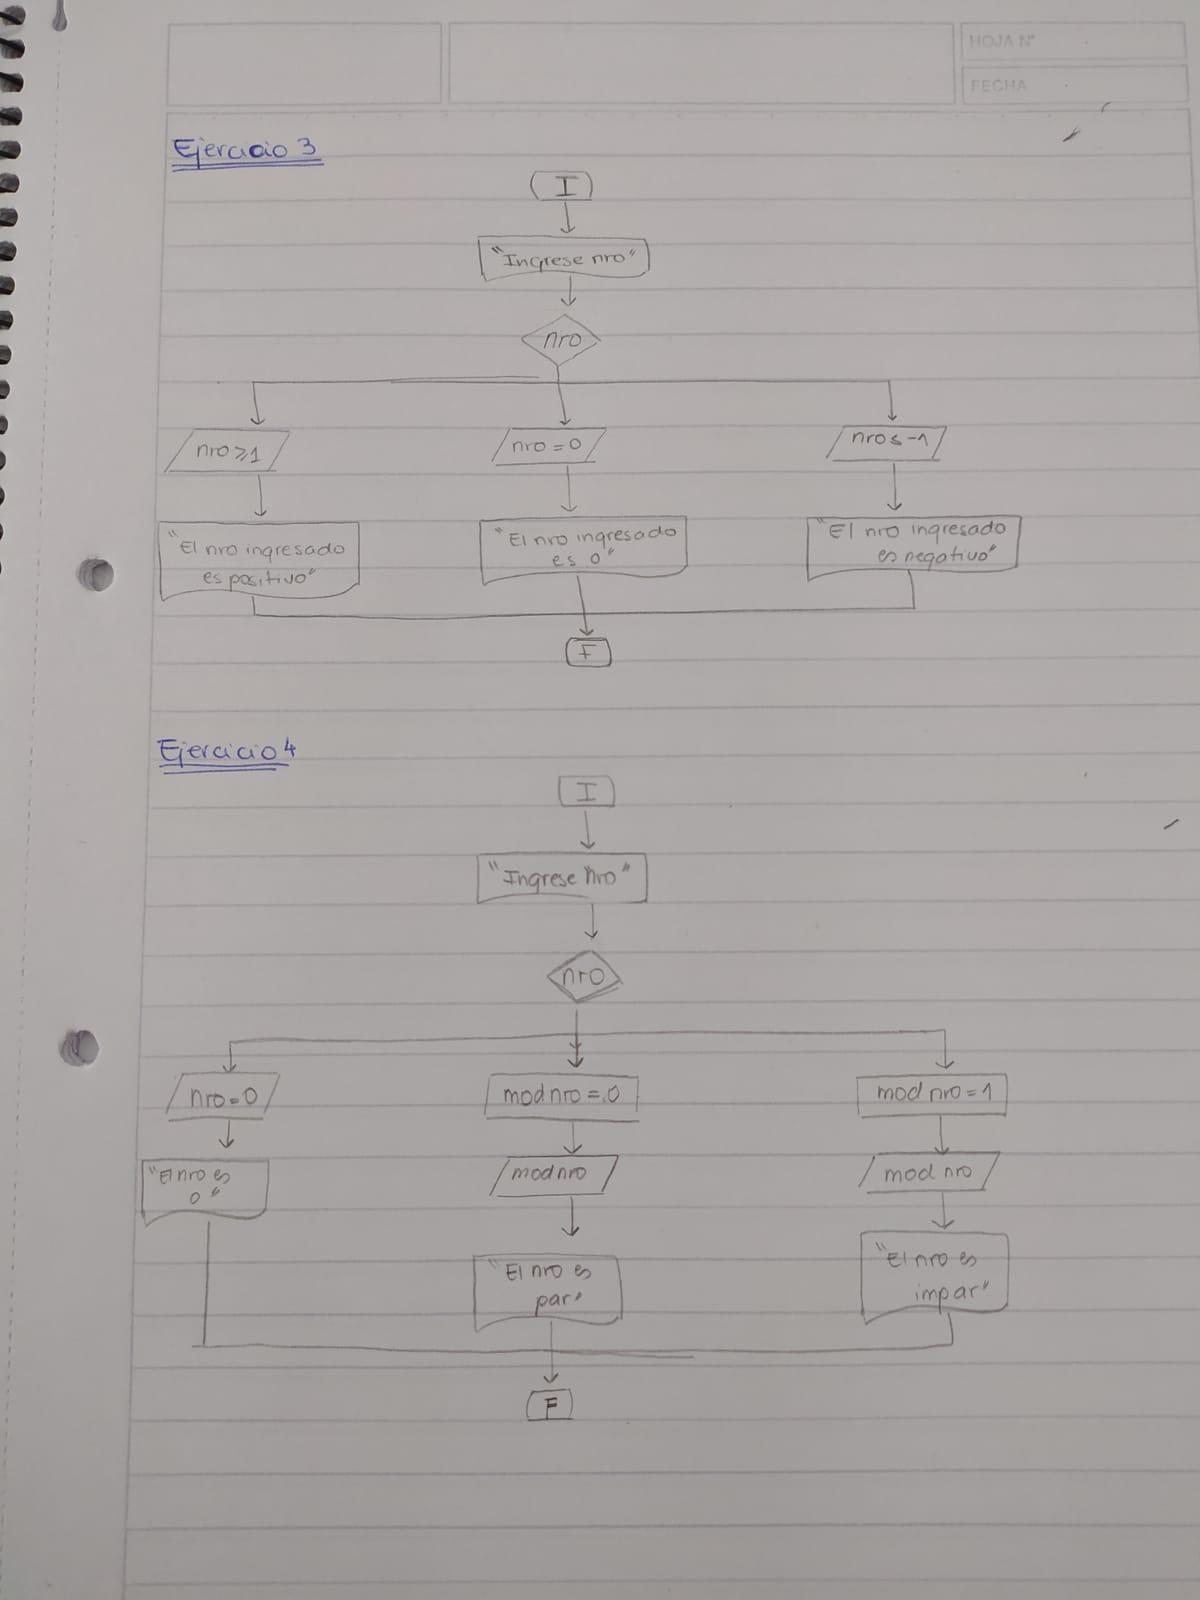 HOJA N°
FECHA
Ejercicio 3
I
"Ingrese nro"
nro
nro ≥ 1
nro = 0
nro ≤ -1
"El nro ingresado
es positivo"
"El nro ingresado
es 0"
"El nro ingresado
es negativo"
F
Ejercicio 4
I
"Ingrese nro"
nro
nro = 0
mod nro = 0
mod nro = 1
"El nro es
0"
mod nro
mod nro
"El nro es
par"
"El nro es
impar"
F